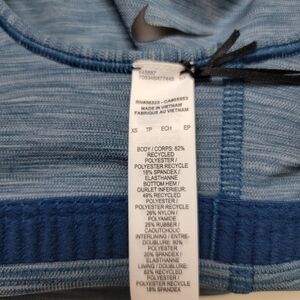 MADE IN VIETNAM
FABRIQUE AU VIETNAM
XS TP ECH EP
BODY / CORPS: 82%
RECYCLED
POLYESTER /
POLYESTER RECYCLE
18% SPANDEX /
ELASTHANNE
BOTTOM HEM /
OURLET INFERIEUR:
49% RECYCLED
POLYESTER /
POLYESTER RECYCLE
26% NYLON /
POLYAMIDE
25% RUBBER /
CAOUTCHOUC
INTERLINING / ENTRE-
DOUBLURE: 80%
POLYESTER
20% SPANDEX /
ELASTHANNE
LINING / DOUBLURE:
82% RECYCLED
POLYESTER /
POLYESTER RECYCLE
18% SPANDEX